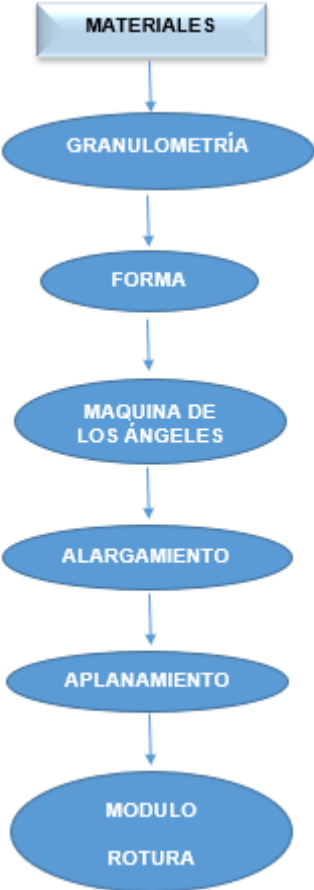 MATERIALES
GRANULOMETRÍA
FORMA
MAQUINA DE
LOS ÁNGELES
ALARGAMIENTO
APLANAMIENTO
MODULO
ROTURA